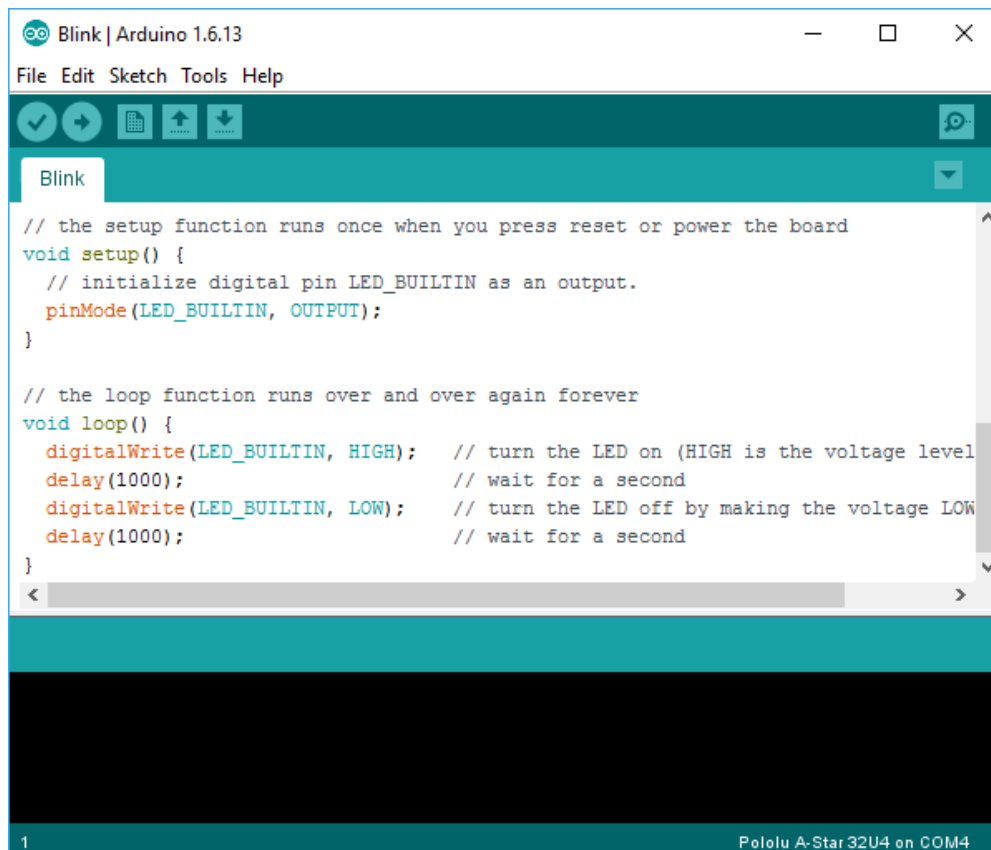 Blink | Arduino 1.6.13
File Edit Sketch Tools Help
Blink
// the setup function runs once when you press reset or power the board
void setup() {
  // initialize digital pin LED_BUILTIN as an output.
  pinMode(LED_BUILTIN, OUTPUT);
}

// the loop function runs over and over again forever
void loop() {
  digitalWrite(LED_BUILTIN, HIGH);   // turn the LED on (HIGH is the voltage level
  delay(1000);                       // wait for a second
  digitalWrite(LED_BUILTIN, LOW);    // turn the LED off by making the voltage LOW
  delay(1000);                       // wait for a second
}
1 Pololu A-Star 32U4 on COM4